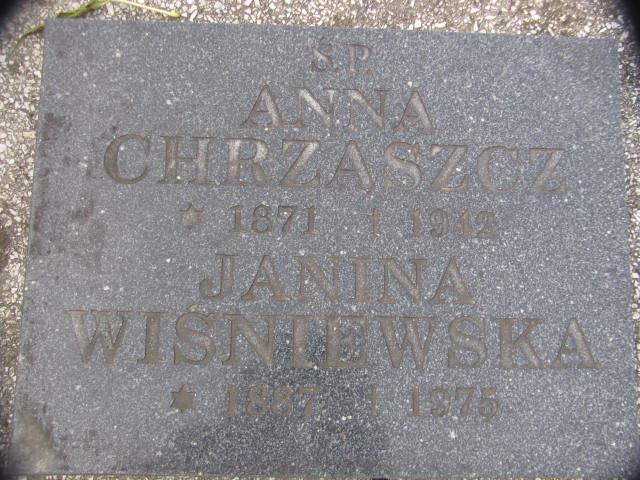 Ś.P.
ANNA
CHRZĄSZCZ
* 1871 † 1942
JANINA
WIŚNIEWSKA
* 1887 † 1975